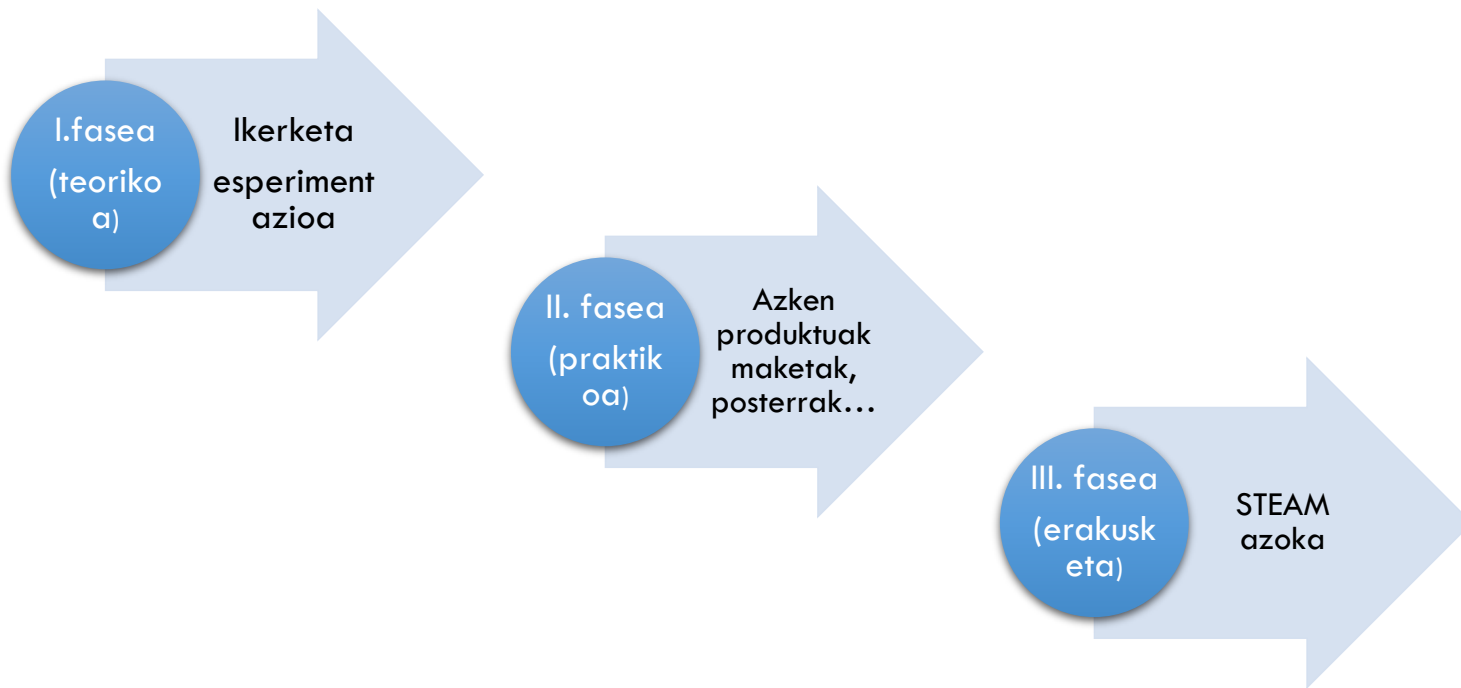 I.fasea
(teoriko
a)
Ikerketa
esperiment
azioa
II. fasea
(praktik
oa)
Azken
produktuak
maketak,
posterrak…
III. fasea
(erakusk
eta)
STEAM
azoka